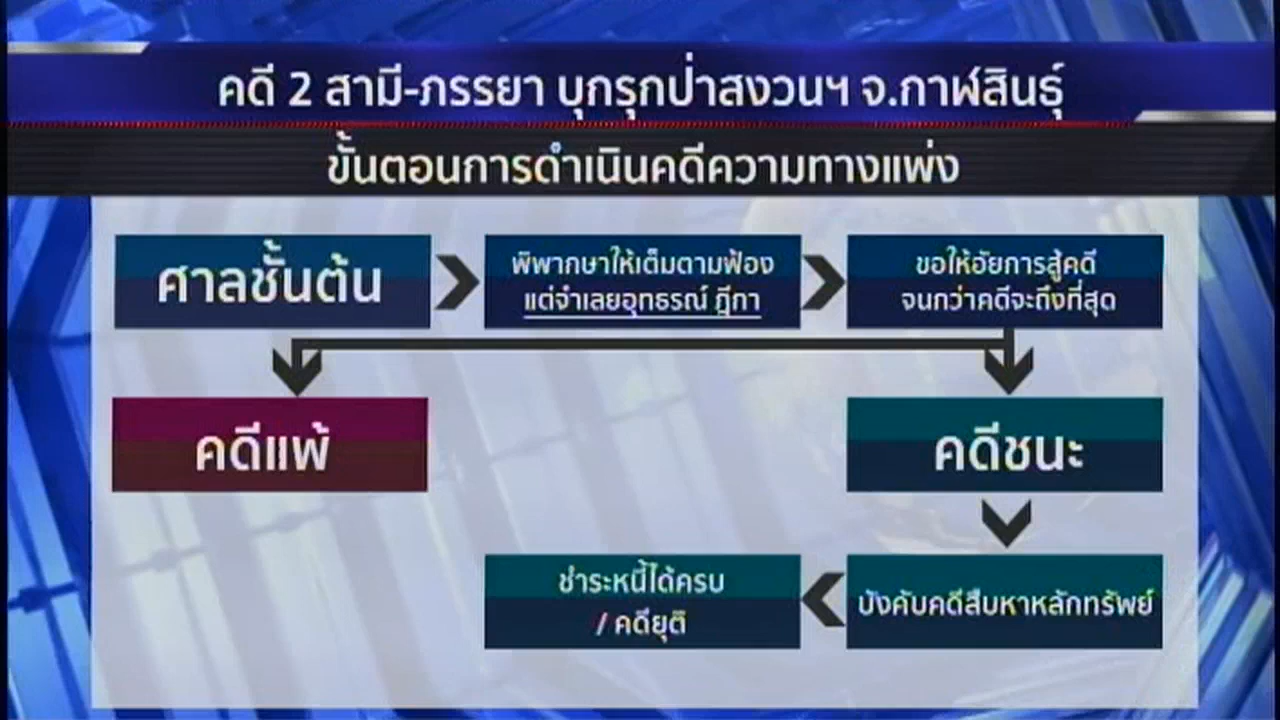 คดี 2 สามี-ภรรยา บุกรุกป่าสงวนฯ จ.กาฬสินธุ์
ขั้นตอนการดำเนินคดีความทางแพ่ง
ศาลชั้นต้น
พิพากษาให้เต็มตามฟ้อง
แต่จำเลยอุทธรณ์ ฎีกา
ขอให้อัยการสู้คดี
จนกว่าคดีจะถึงที่สุด
คดีแพ้
คดีชนะ
ชำระหนี้ได้ครบ
/ คดียุติ
บังคับคดีสืบหาหลักทรัพย์